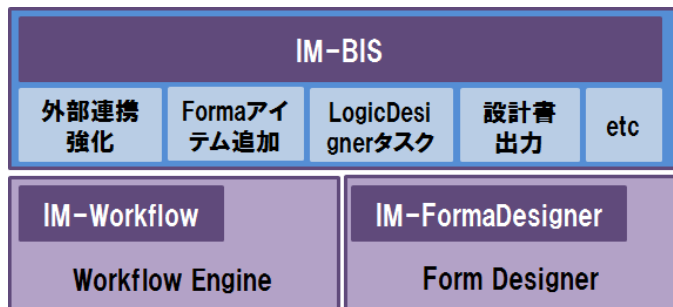 IM-BIS
外部連携
強化
Formaアイ
テム追加
LogicDesi
gnerタスク
設計書
出力
etc
IM-Workflow
Workflow Engine
IM-FormaDesigner
Form Designer